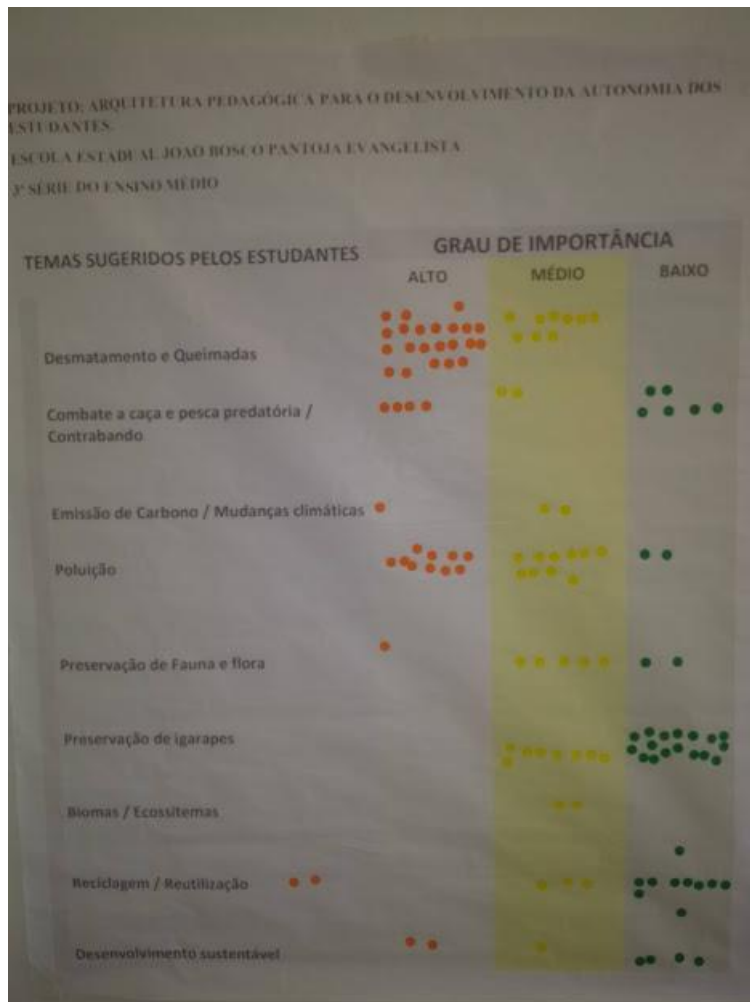 PROJETO: ARQUITETURA PEDAGÓGICA PARA O DESENVOLVIMENTO DA AUTONOMIA DOS
ESTUDANTES.
ESCOLA ESTADUAL JOAO BOSCO PANTOJA EVANGELISTA
3ª SÉRIE DO ENSINO MÉDIO
TEMAS SUGERIDOS PELOS ESTUDANTES
GRAU DE IMPORTÂNCIA
ALTO MÉDIO BAIXO
Desmatamento e Queimadas
Combate a caça e pesca predatória /
Contrabando
Emissão de Carbono / Mudanças climáticas
Poluição
Preservação de Fauna e flora
Preservação de igarapes
Biomas / Ecossitemas
Reciclagem / Reutilização
Desenvolvimento sustentável